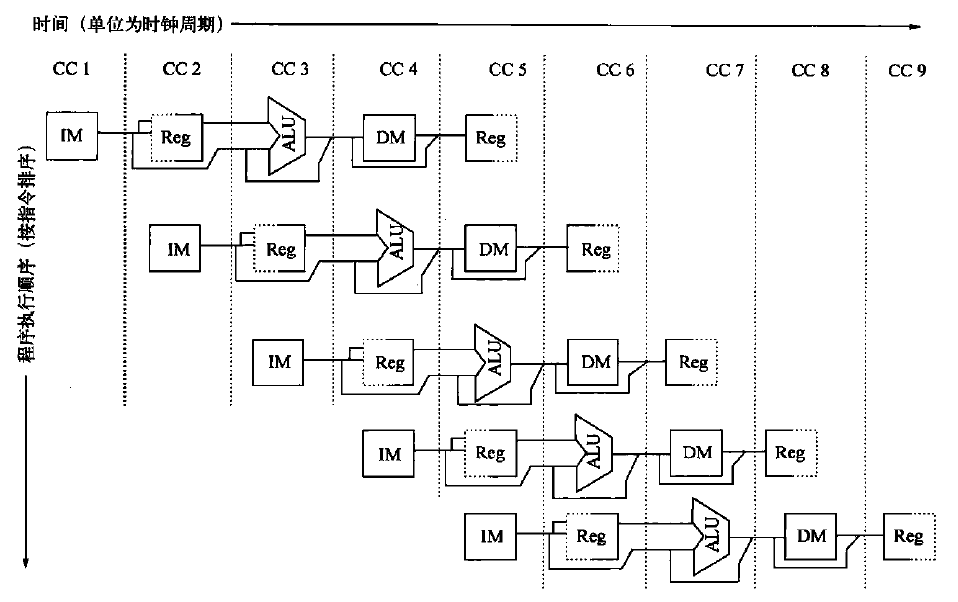 时间（单位为时钟周期）
CC 1 CC 2 CC 3 CC 4 CC 5 CC 6 CC 7 CC 8 CC 9
程序执行顺序（按指令排序）
IM Reg ALU DM Reg
IM Reg ALU DM Reg
IM Reg ALU DM Reg
IM Reg ALU DM Reg
IM Reg ALU DM Reg